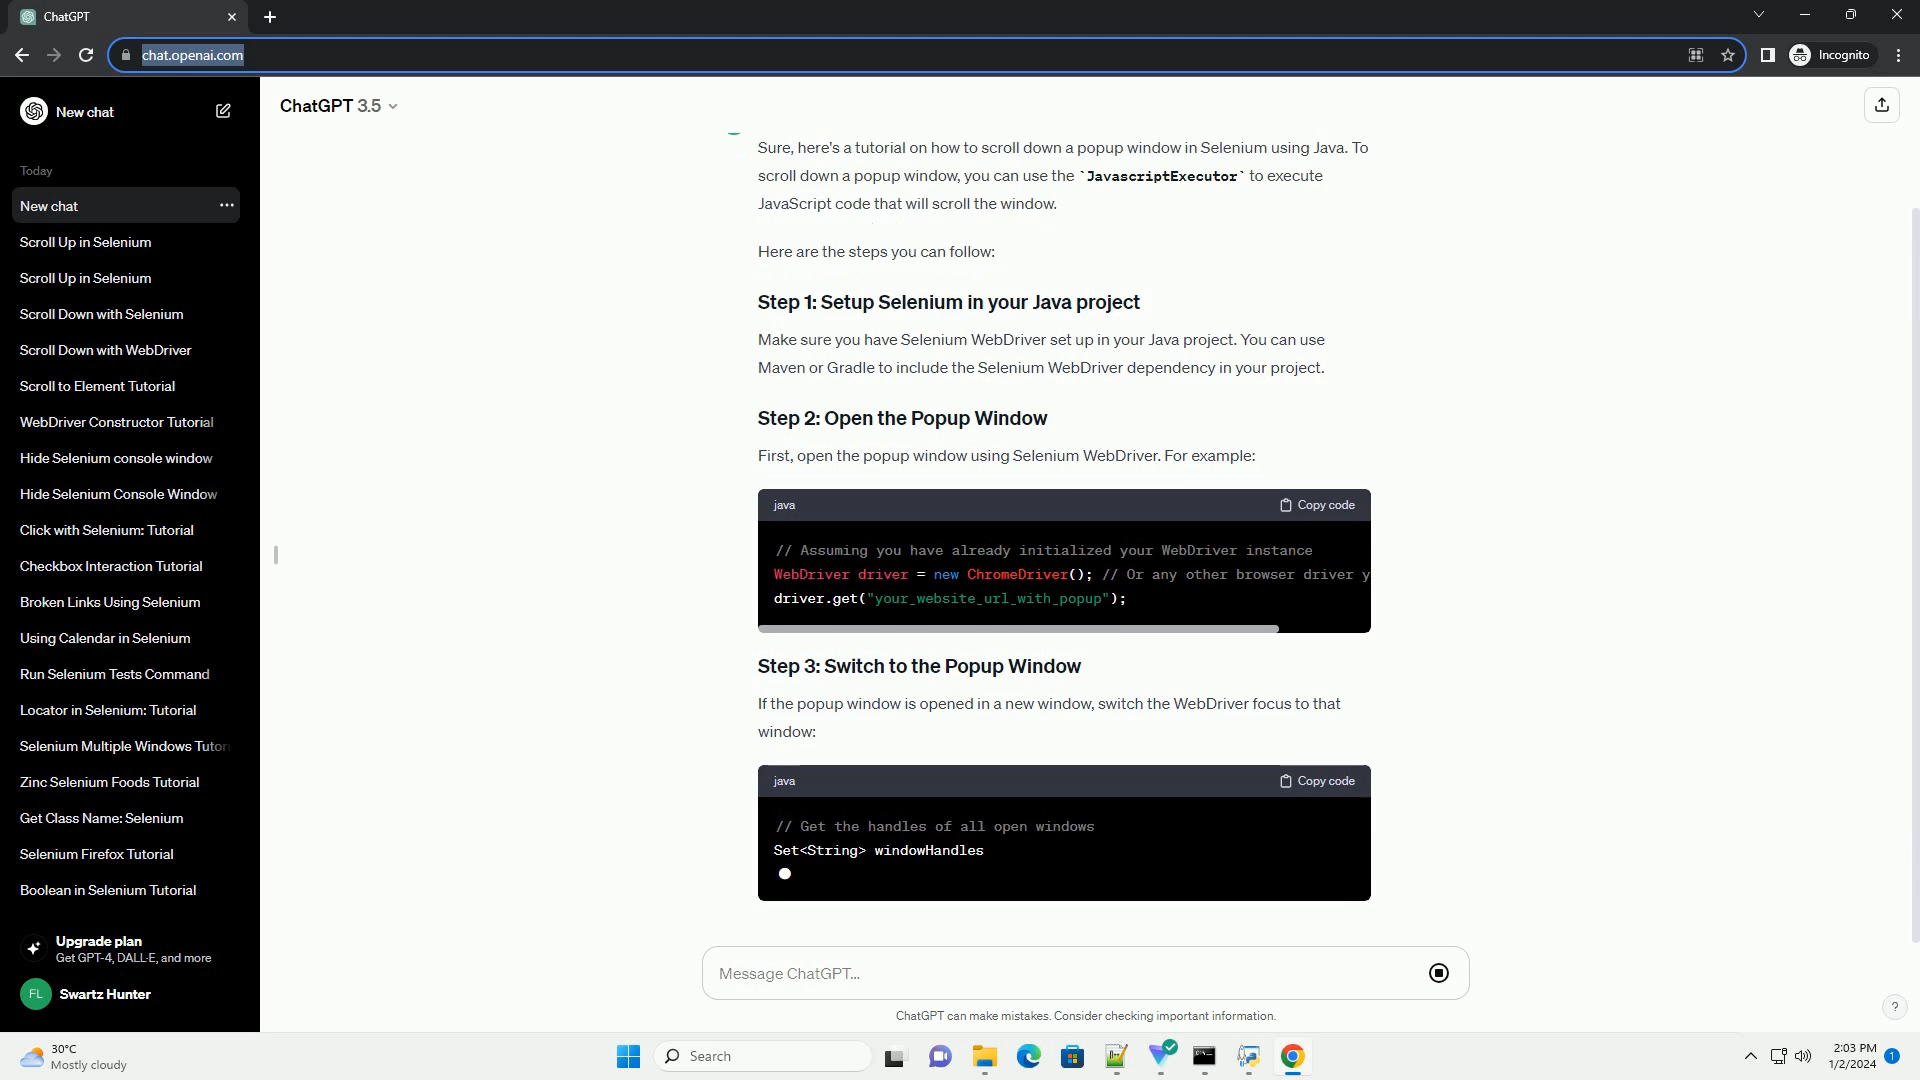 ChatGPT
chat.openai.com
Incognito
New chat
Today
New chat
Scroll Up in Selenium
Scroll Up in Selenium
Scroll Down with Selenium
Scroll Down with WebDriver
Scroll to Element Tutorial
WebDriver Constructor Tutorial
Hide Selenium console window
Hide Selenium Console Window
Click with Selenium: Tutorial
Checkbox Interaction Tutorial
Broken Links Using Selenium
Using Calendar in Selenium
Run Selenium Tests Command
Locator in Selenium: Tutorial
Selenium Multiple Windows Tutor
Zinc Selenium Foods Tutorial
Get Class Name: Selenium
Selenium Firefox Tutorial
Boolean in Selenium Tutorial
Upgrade plan
Get GPT-4, DALL·E, and more
FL
Swartz Hunter
ChatGPT 3.5
Sure, here's a tutorial on how to scroll down a popup window in Selenium using Java. To
scroll down a popup window, you can use the `JavascriptExecutor` to execute
JavaScript code that will scroll the window.
Here are the steps you can follow:
Step 1: Setup Selenium in your Java project
Make sure you have Selenium WebDriver set up in your Java project. You can use
Maven or Gradle to include the Selenium WebDriver dependency in your project.
Step 2: Open the Popup Window
First, open the popup window using Selenium WebDriver. For example:
java
Copy code
// Assuming you have already initialized your WebDriver instance
WebDriver driver = new ChromeDriver(); // Or any other browser driver y
driver.get("your_website_url_with_popup");
Step 3: Switch to the Popup Window
If the popup window is opened in a new window, switch the WebDriver focus to that
window:
java
Copy code
// Get the handles of all open windows
Set<String> windowHandles
Message ChatGPT...
ChatGPT can make mistakes. Consider checking important information.
?
30°C
Mostly cloudy
Search
2:03 PM
1/2/2024
1